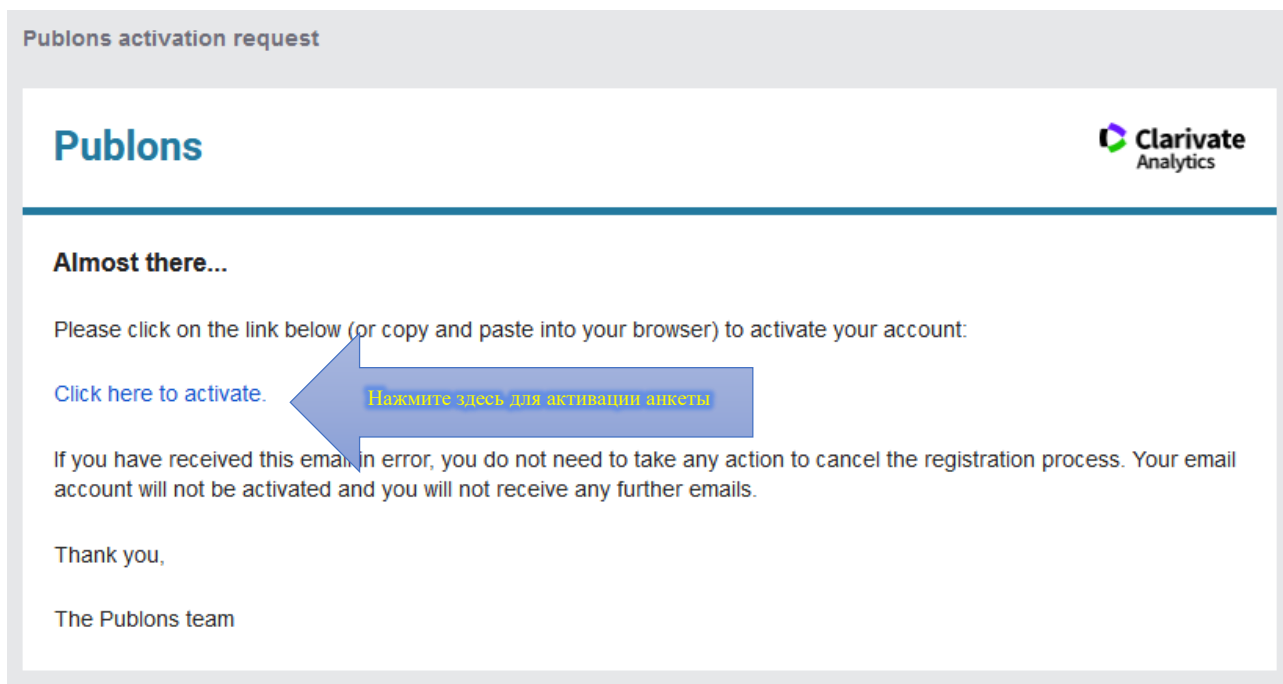 Publons activation request
Publons
Clarivate
Analytics
Almost there...
Please click on the link below (or copy and paste into your browser) to activate your account:
Click here to activate.
Нажмите здесь для активации анкеты
If you have received this email in error, you do not need to take any action to cancel the registration process. Your email
account will not be activated and you will not receive any further emails.
Thank you,
The Publons team